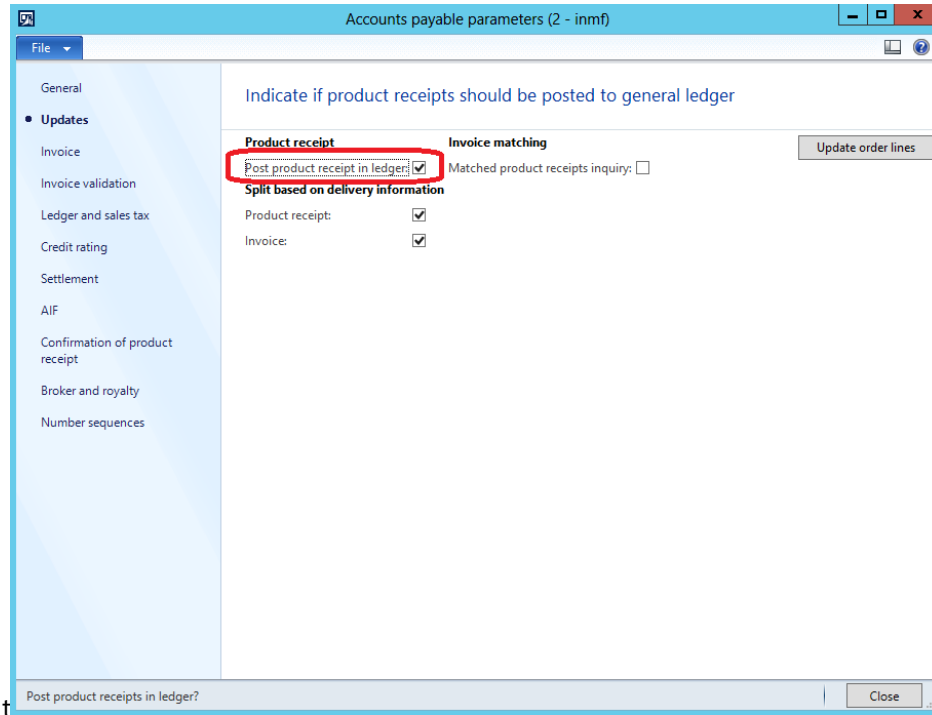 Accounts payable parameters (2 - inmf)
File
General
Updates
Invoice
Invoice validation
Ledger and sales tax
Credit rating
Settlement
AIF
Confirmation of product
receipt
Broker and royalty
Number sequences
Indicate if product receipts should be posted to general ledger
Product receipt
Post product receipt in ledger:
Split based on delivery information
Product receipt:
Invoice:
Invoice matching
Matched product receipts inquiry:
Update order lines
Post product receipts in ledger?
Close
t